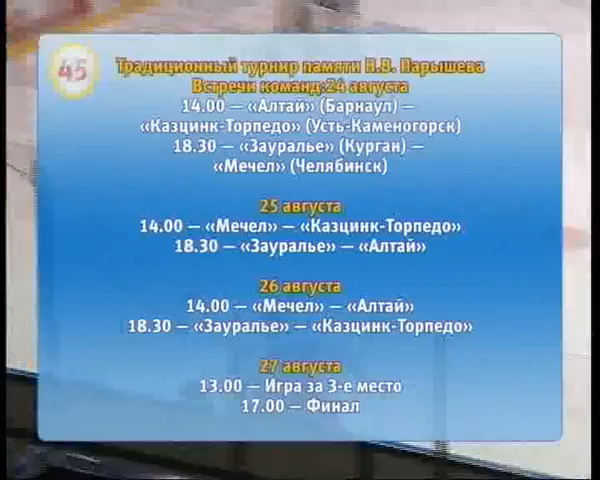 45
Традиционный турнир памяти Н.В. Парышева
Встречи команд:24 августа
14.00 – «Алтай» (Барнаул) –
«Казцинк-Торпедо» (Усть-Каменогорск)
18.30 – «Зауралье» (Курган) –
«Мечел» (Челябинск)
25 августа
14.00 – «Мечел» – «Казцинк-Торпедо»
18.30 – «Зауралье» – «Алтай»
26 августа
14.00 – «Мечел» – «Алтай»
18.30 – «Зауралье» – «Казцинк-Торпедо»
27 августа
13.00 – Игра за 3-е место
17.00 – Финал